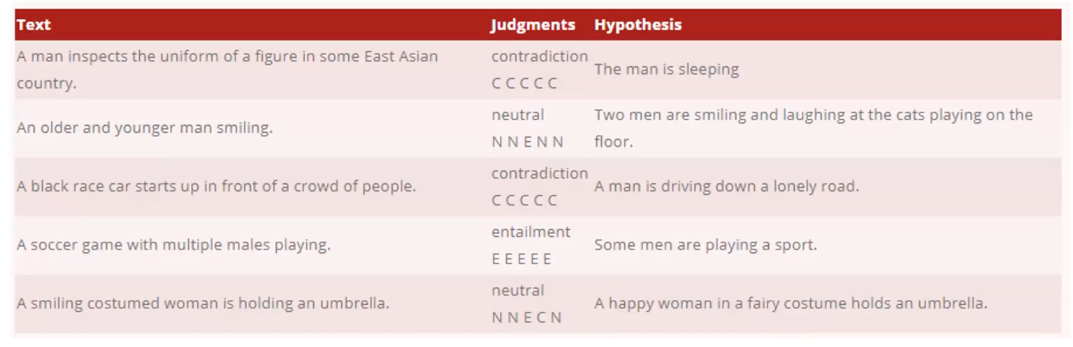 Text Judgments Hypothesis
A man inspects the uniform of a figure in some East Asian
country.
contradiction
C C C C C
The man is sleeping
An older and younger man smiling.
neutral
N N E N N
Two men are smiling and laughing at the cats playing on the
floor.
A black race car starts up in front of a crowd of people.
contradiction
C C C C C
A man is driving down a lonely road.
A soccer game with multiple males playing.
entailment
E E E E E
Some men are playing a sport.
A smiling costumed woman is holding an umbrella.
neutral
N N E C N
A happy woman in a fairy costume holds an umbrella.